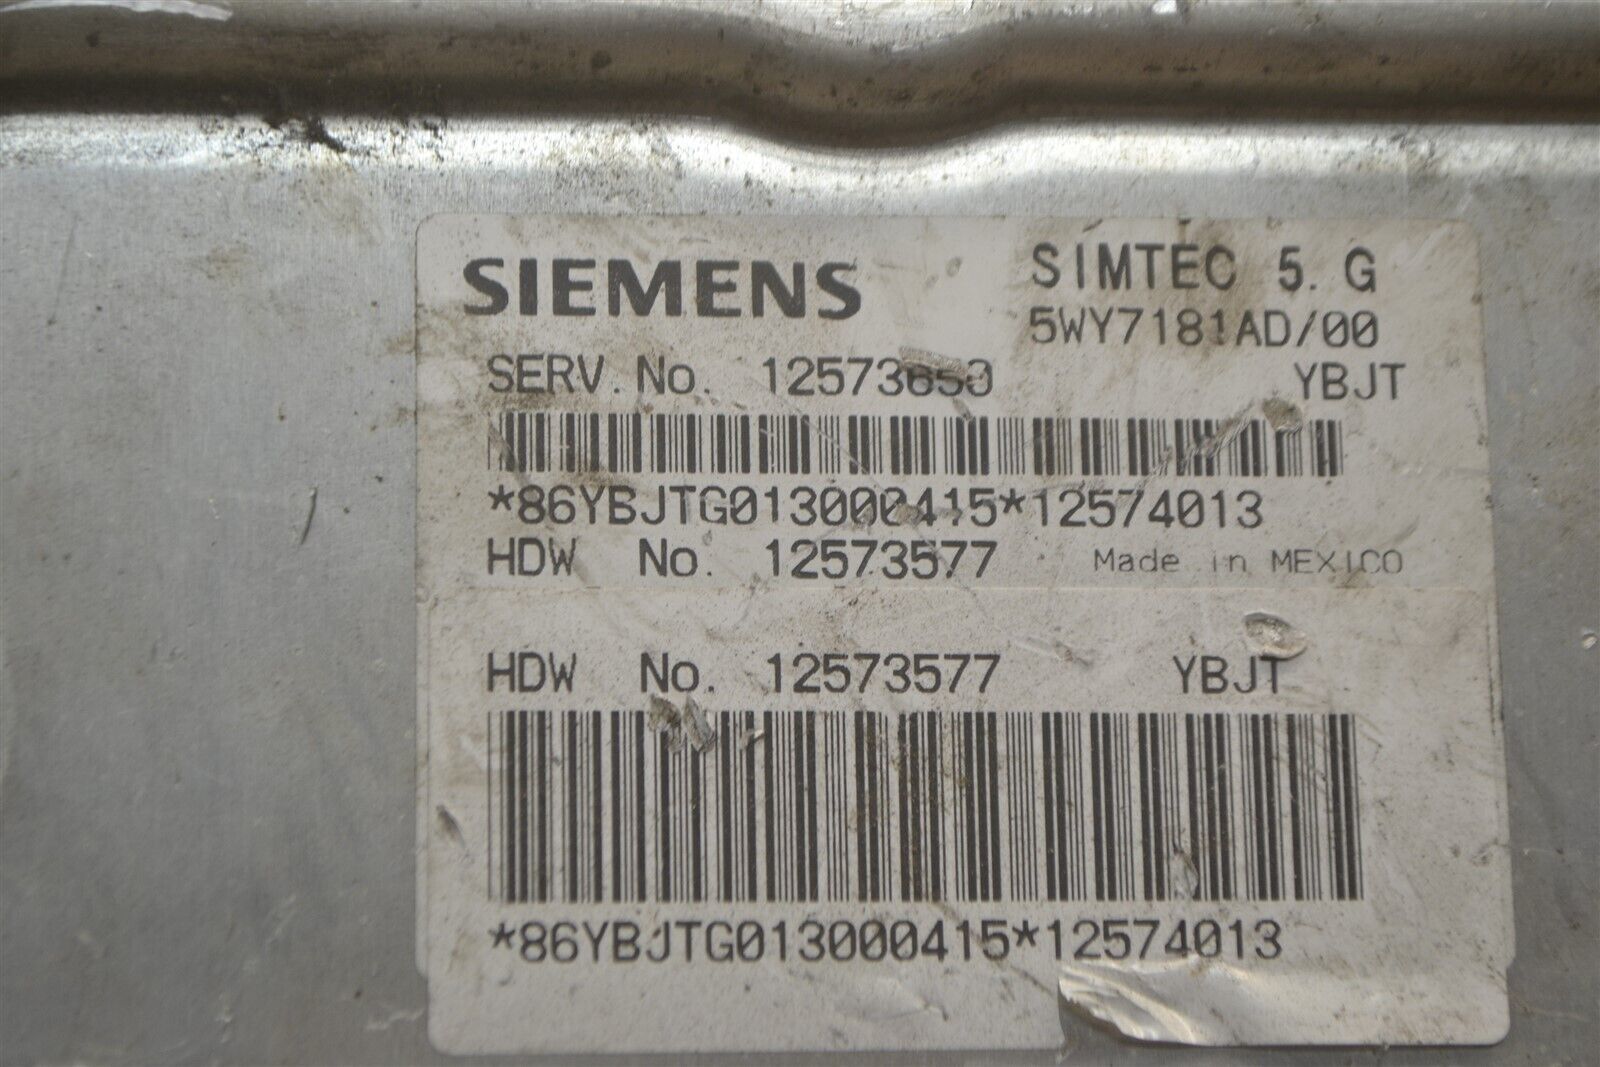 SIEMENS SIMTEC 5.G
5WY7181AD/00
SERV.No. 12573650 YBJT
*86YBJTG013000415*12574013
HDW No. 12573577 Made in MEXICO
HDW No. 12573577 YBJT
*86YBJTG013000415*12574013